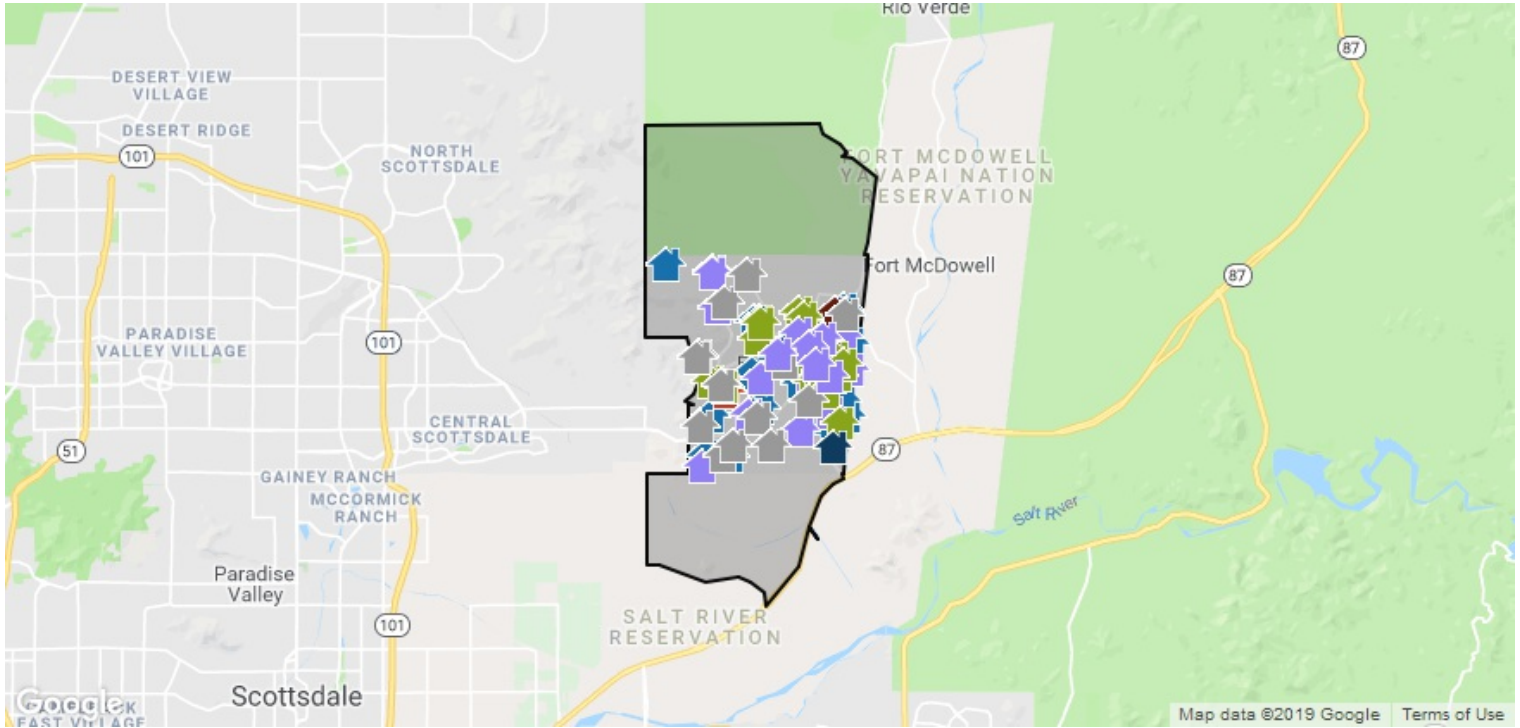 Rio Verde
87
DESERT VIEW
VILLAGE
DESERT RIDGE
101
NORTH
SCOTTSDALE
FORT MCDOWELL
YAVAPAI NATION
RESERVATION
Fort McDowell
87
PARADISE
VALLEY VILLAGE
101
CENTRAL
SCOTTSDALE
51
87
GAINEY RANCH
MCCORMICK
RANCH
Salt River
Paradise
Valley
101
SALT RIVER
RESERVATION
Scottsdale
Google
EAST VILLAGE
Map data ©2019 Google
Terms of Use